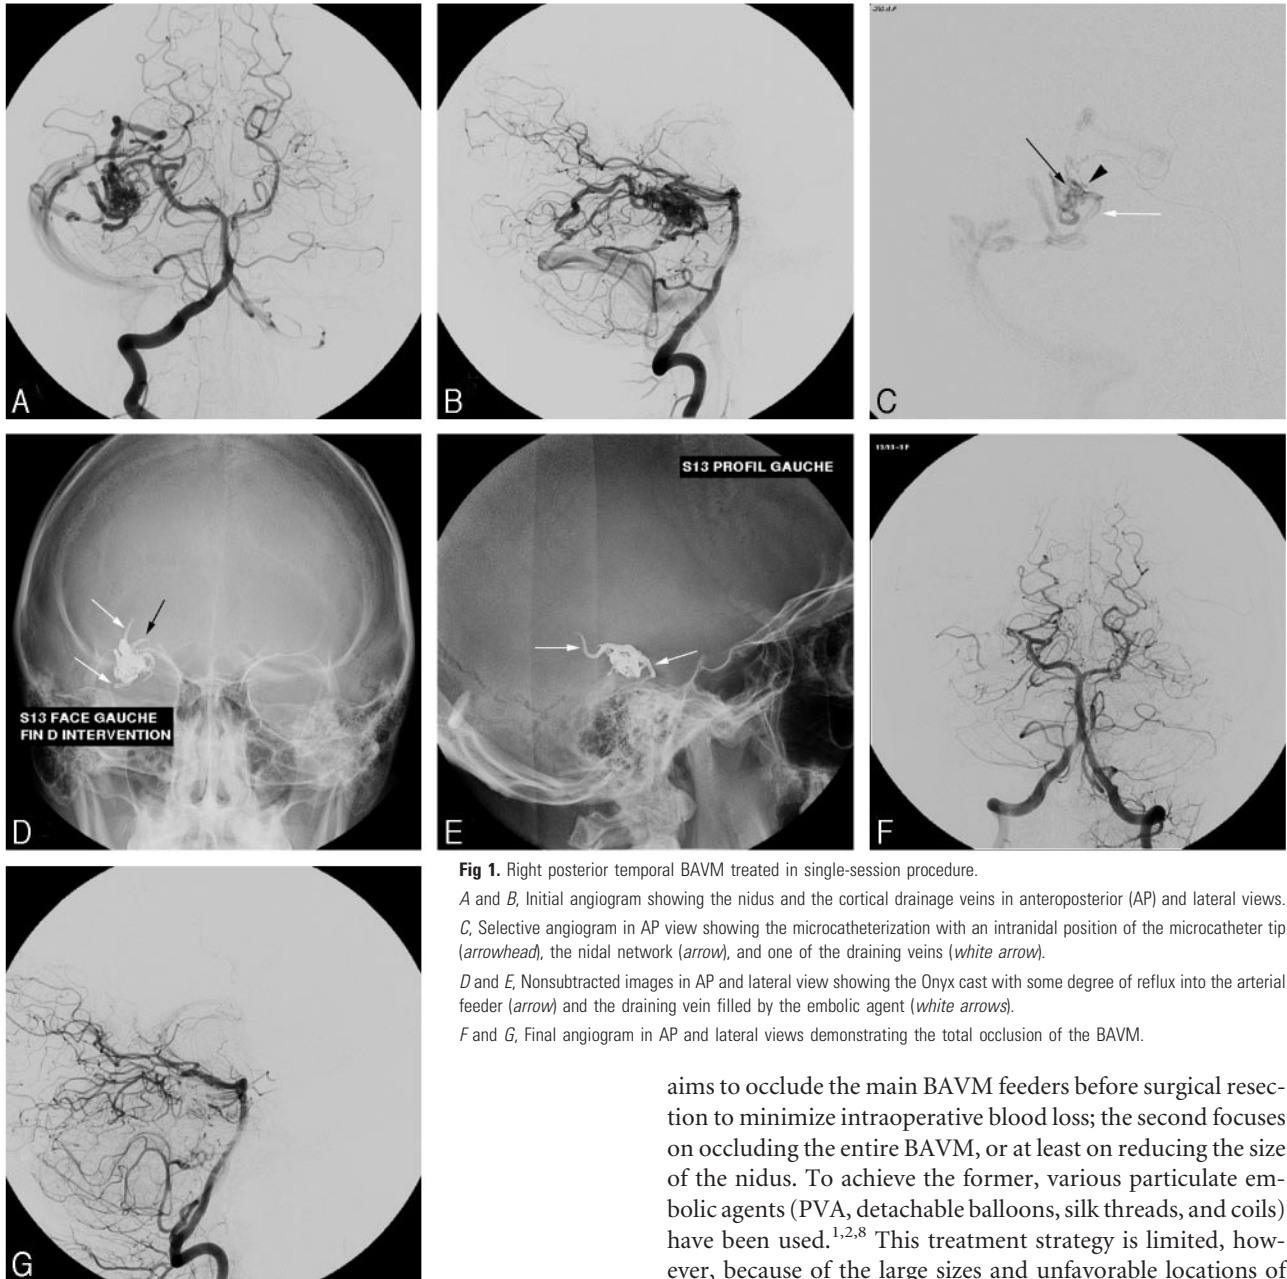 A
B
C
S13 FACE GAUCHE
FIN D INTERVENTION
D
S13 PROFIL GAUCHE
E
F
G
Fig 1. Right posterior temporal BAVM treated in single-session procedure.
A and B, Initial angiogram showing the nidus and the cortical drainage veins in anteroposterior (AP) and lateral views.
C, Selective angiogram in AP view showing the microcatheterization with an intranidal position of the microcatheter tip
(arrowhead), the nidal network (arrow), and one of the draining veins (white arrow).
D and E, Nonsubtracted images in AP and lateral view showing the Onyx cast with some degree of reflux into the arterial
feeder (arrow) and the draining vein filled by the embolic agent (white arrows).
F and G, Final angiogram in AP and lateral views demonstrating the total occlusion of the BAVM.
aims to occlude the main BAVM feeders before surgical resec-
tion to minimize intraoperative blood loss; the second focuses
on occluding the entire BAVM, or at least on reducing the size
of the nidus. To achieve the former, various particulate em-
bolic agents (PVA, detachable balloons, silk threads, and coils)
have been used.1,2,8 This treatment strategy is limited, how-
ever, because of the large sizes and unfavorable locations of